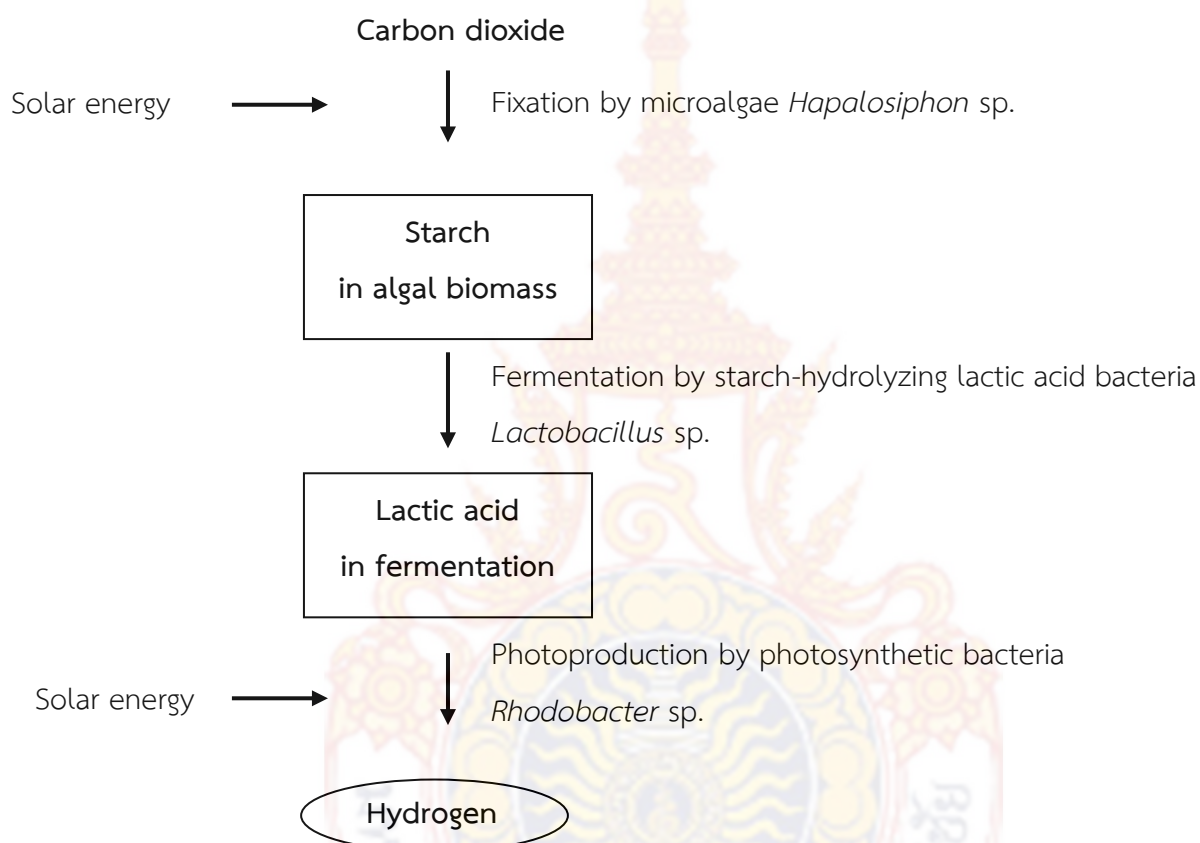 Carbon dioxide
Solar energy
Fixation by microalgae Hapalosiphon sp.
Starch
in algal biomass
Fermentation by starch-hydrolyzing lactic acid bacteria
Lactobacillus sp.
Lactic acid
in fermentation
Photoproduction by photosynthetic bacteria
Solar energy
Rhodobacter sp.
Hydrogen